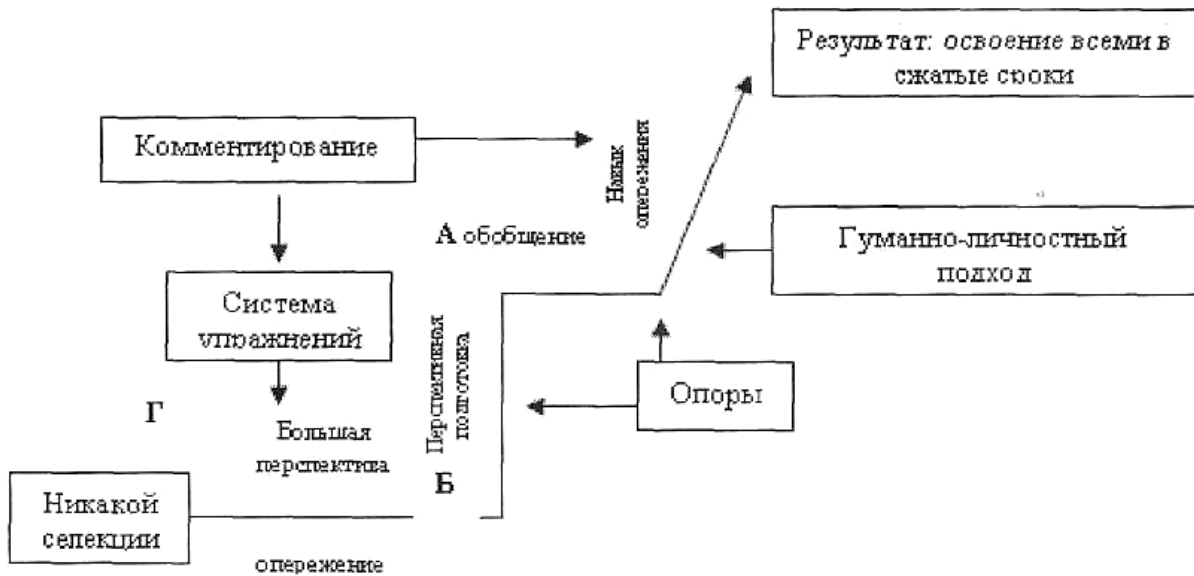 Результат: освоение всеми в
сжатые сроки
Комментирование
Навык
опережения
А обобщение
Гуманно-личностный
подход
Система
упражнений
Перспективная
подготовка
Опоры
Г
Большая
перспектива
Б
Никакой
селекции
опережение